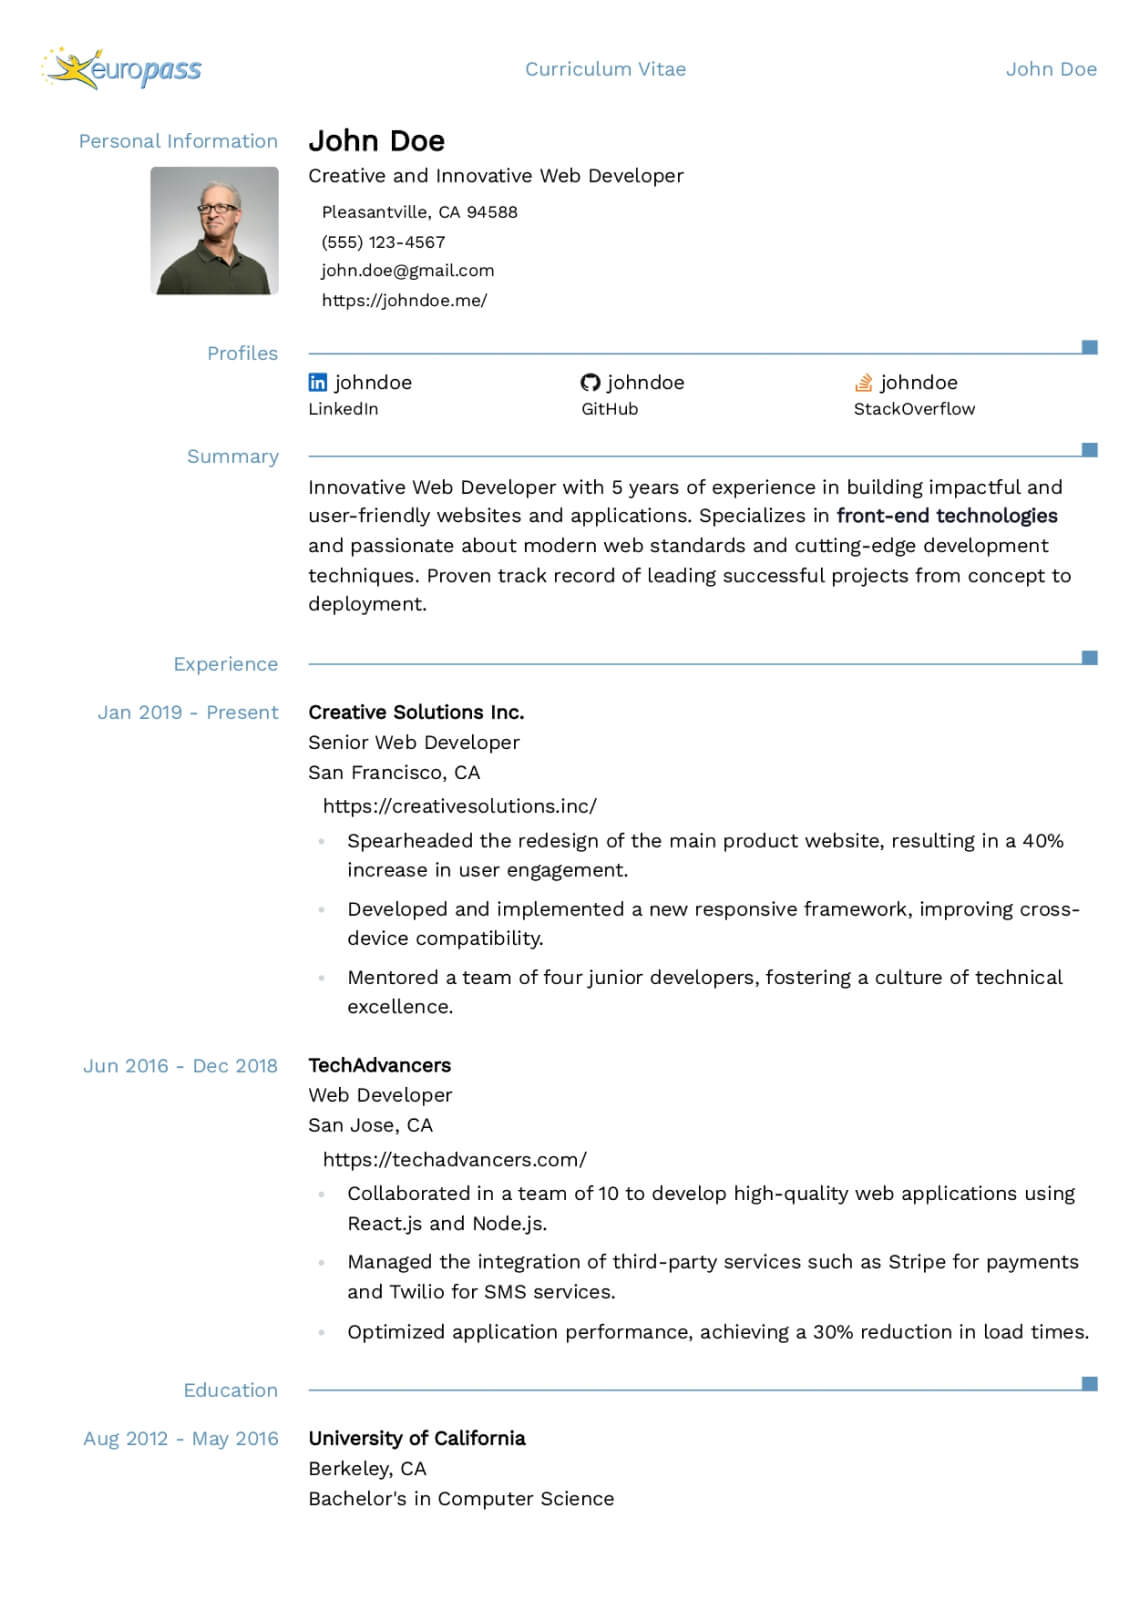 europass
Curriculum Vitae
John Doe
Personal Information
John Doe
Creative and Innovative Web Developer
Pleasantville, CA 94588
(555) 123-4567
john.doe@gmail.com
https://johndoe.me/
Profiles
in johndoe
LinkedIn
johndoe
GitHub
johndoe
StackOverflow
Summary
Innovative Web Developer with 5 years of experience in building impactful and
user-friendly websites and applications. Specializes in front-end technologies
and passionate about modern web standards and cutting-edge development
techniques. Proven track record of leading successful projects from concept to
deployment.
Experience
Jan 2019 - Present
Creative Solutions Inc.
Senior Web Developer
San Francisco, CA
https://creativesolutions.inc/
• Spearheaded the redesign of the main product website, resulting in a 40%
increase in user engagement.
• Developed and implemented a new responsive framework, improving cross-
device compatibility.
• Mentored a team of four junior developers, fostering a culture of technical
excellence.
Jun 2016 - Dec 2018
TechAdvancers
Web Developer
San Jose, CA
https://techadvancers.com/
• Collaborated in a team of 10 to develop high-quality web applications using
React.js and Node.js.
• Managed the integration of third-party services such as Stripe for payments
and Twilio for SMS services.
• Optimized application performance, achieving a 30% reduction in load times.
Education
Aug 2012 - May 2016
University of California
Berkeley, CA
Bachelor's in Computer Science